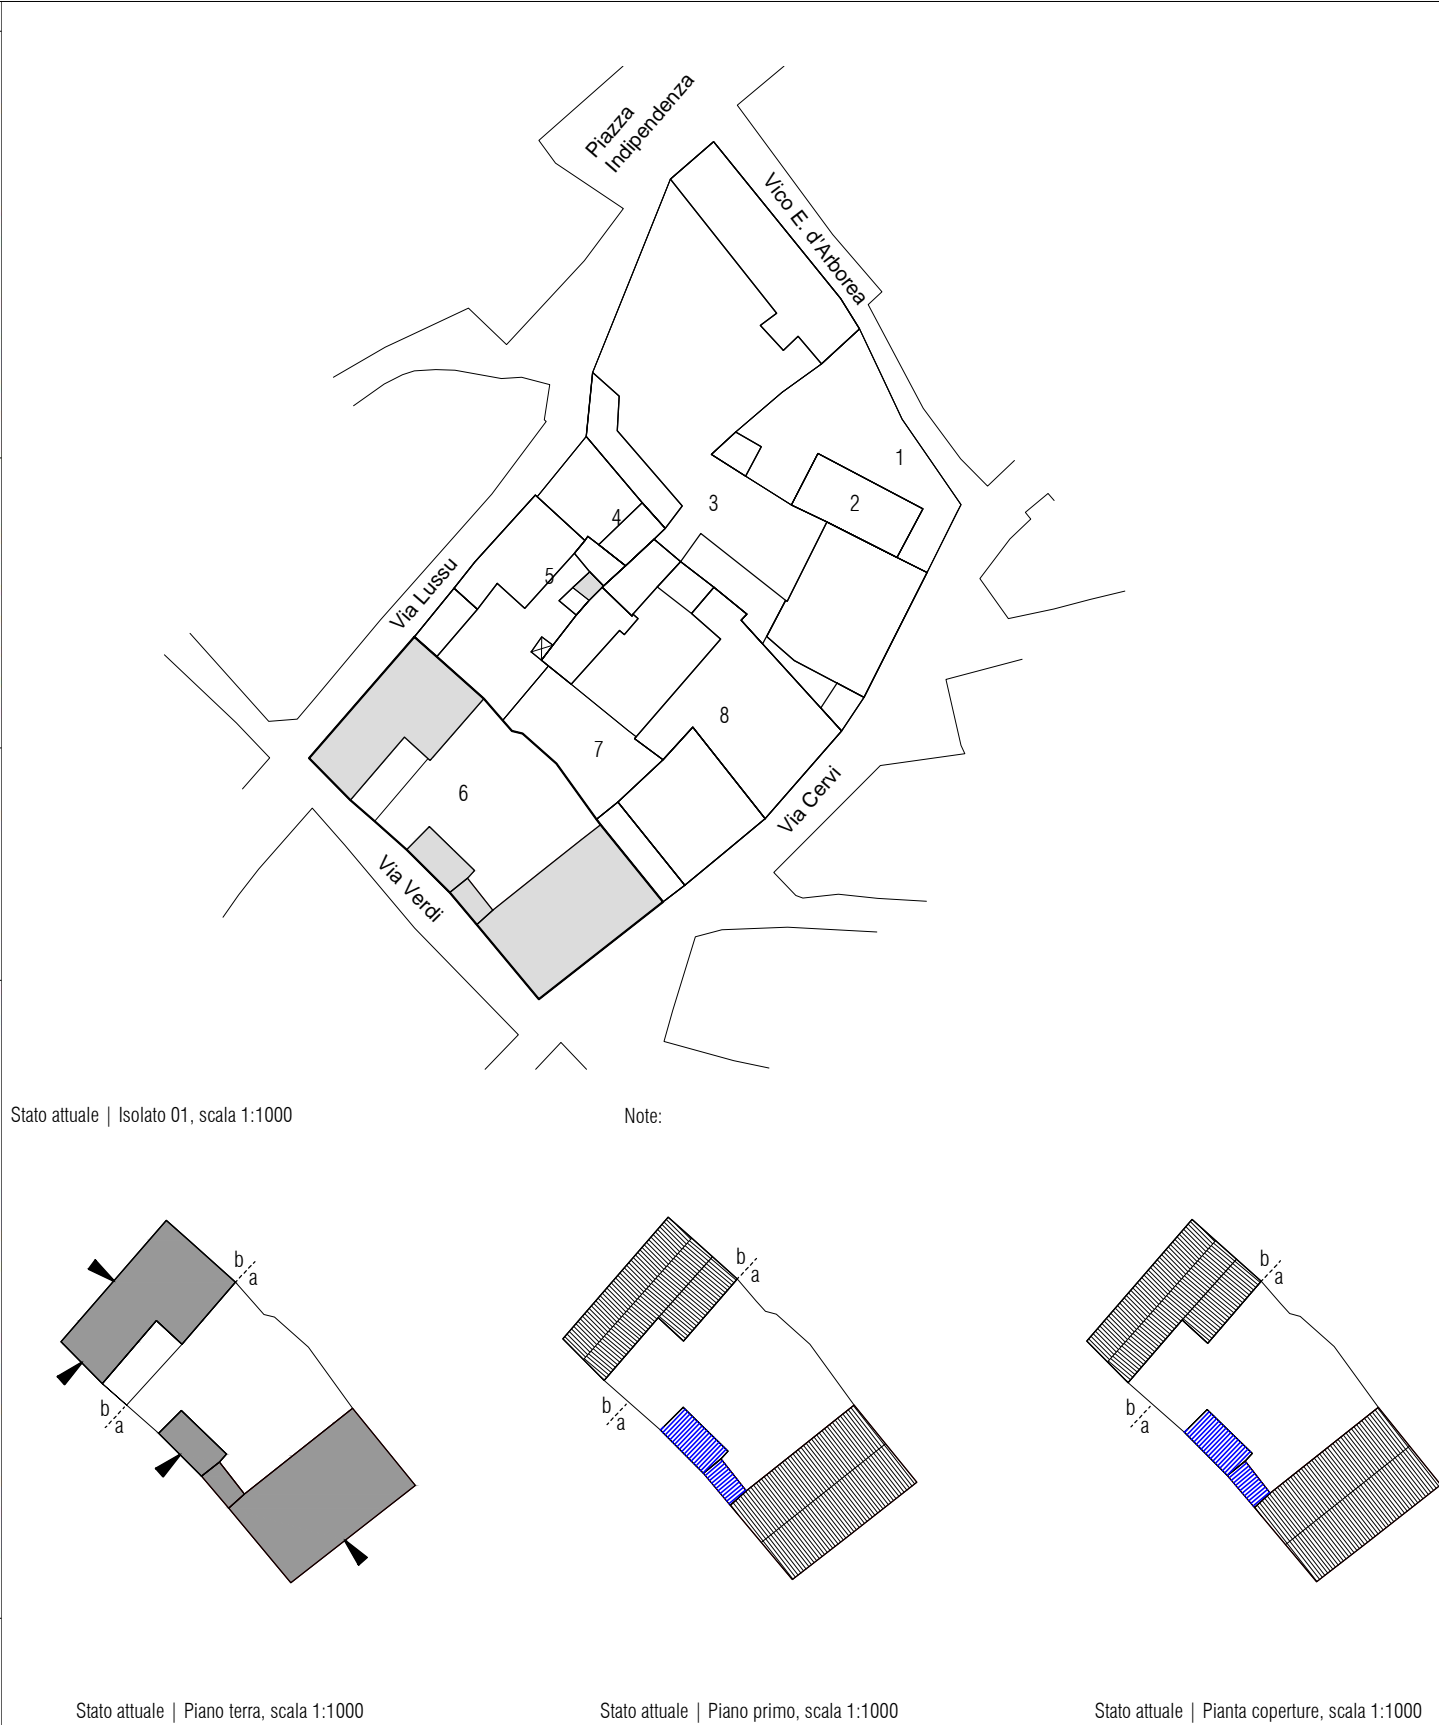 Piazza
Indipendenza
Vico E. d'Arborea
1
2
3
4
5
Via Lussu
8
7
6
Via Cervi
Via Verdi
Stato attuale | Isolato 01, scala 1:1000
Note:
b
a
b
a
b
a
b
a
b
a
b
a
Stato attuale | Piano terra, scala 1:1000
Stato attuale | Piano primo, scala 1:1000
Stato attuale | Pianta coperture, scala 1:1000